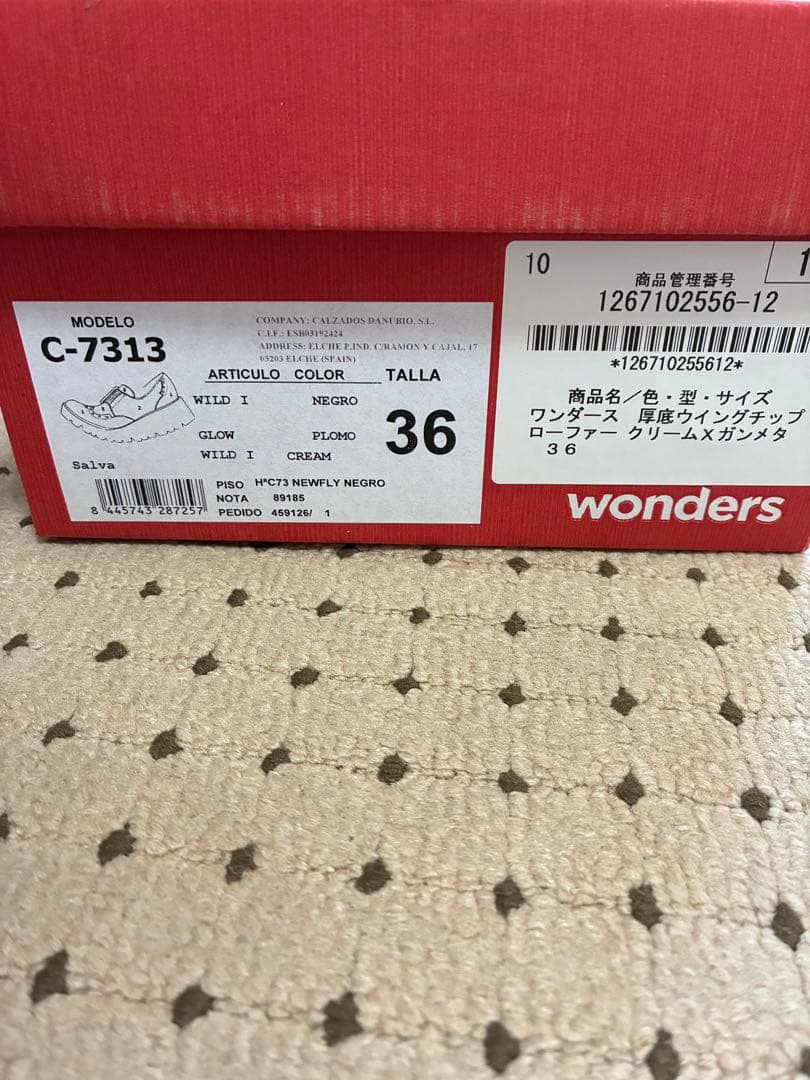 MODELO
C-7313
COMPANY: CALZADOS DANUBIO. S.L.
C.I.F.: ESB03192424
ADDRESS: ELCHE P.IND. C/RAMON Y CAJAL. 17
03203 ELCHE (SPAIN)
ARTICULO COLOR TALLA
WILD I NEGRO
GLOW PLOMO
WILD I CREAM
36
Salva
8 445743 287257
PISO HªC73 NEWFLY NEGRO
NOTA 89185
PEDIDO 459126/ 1
10
1
商品管理番号
1267102556-12
*126710255612*
商品名/色・型・サイズ
ワンダース 厚底ウイングチップ
ローファー クリームXガンメタ
36
wonders